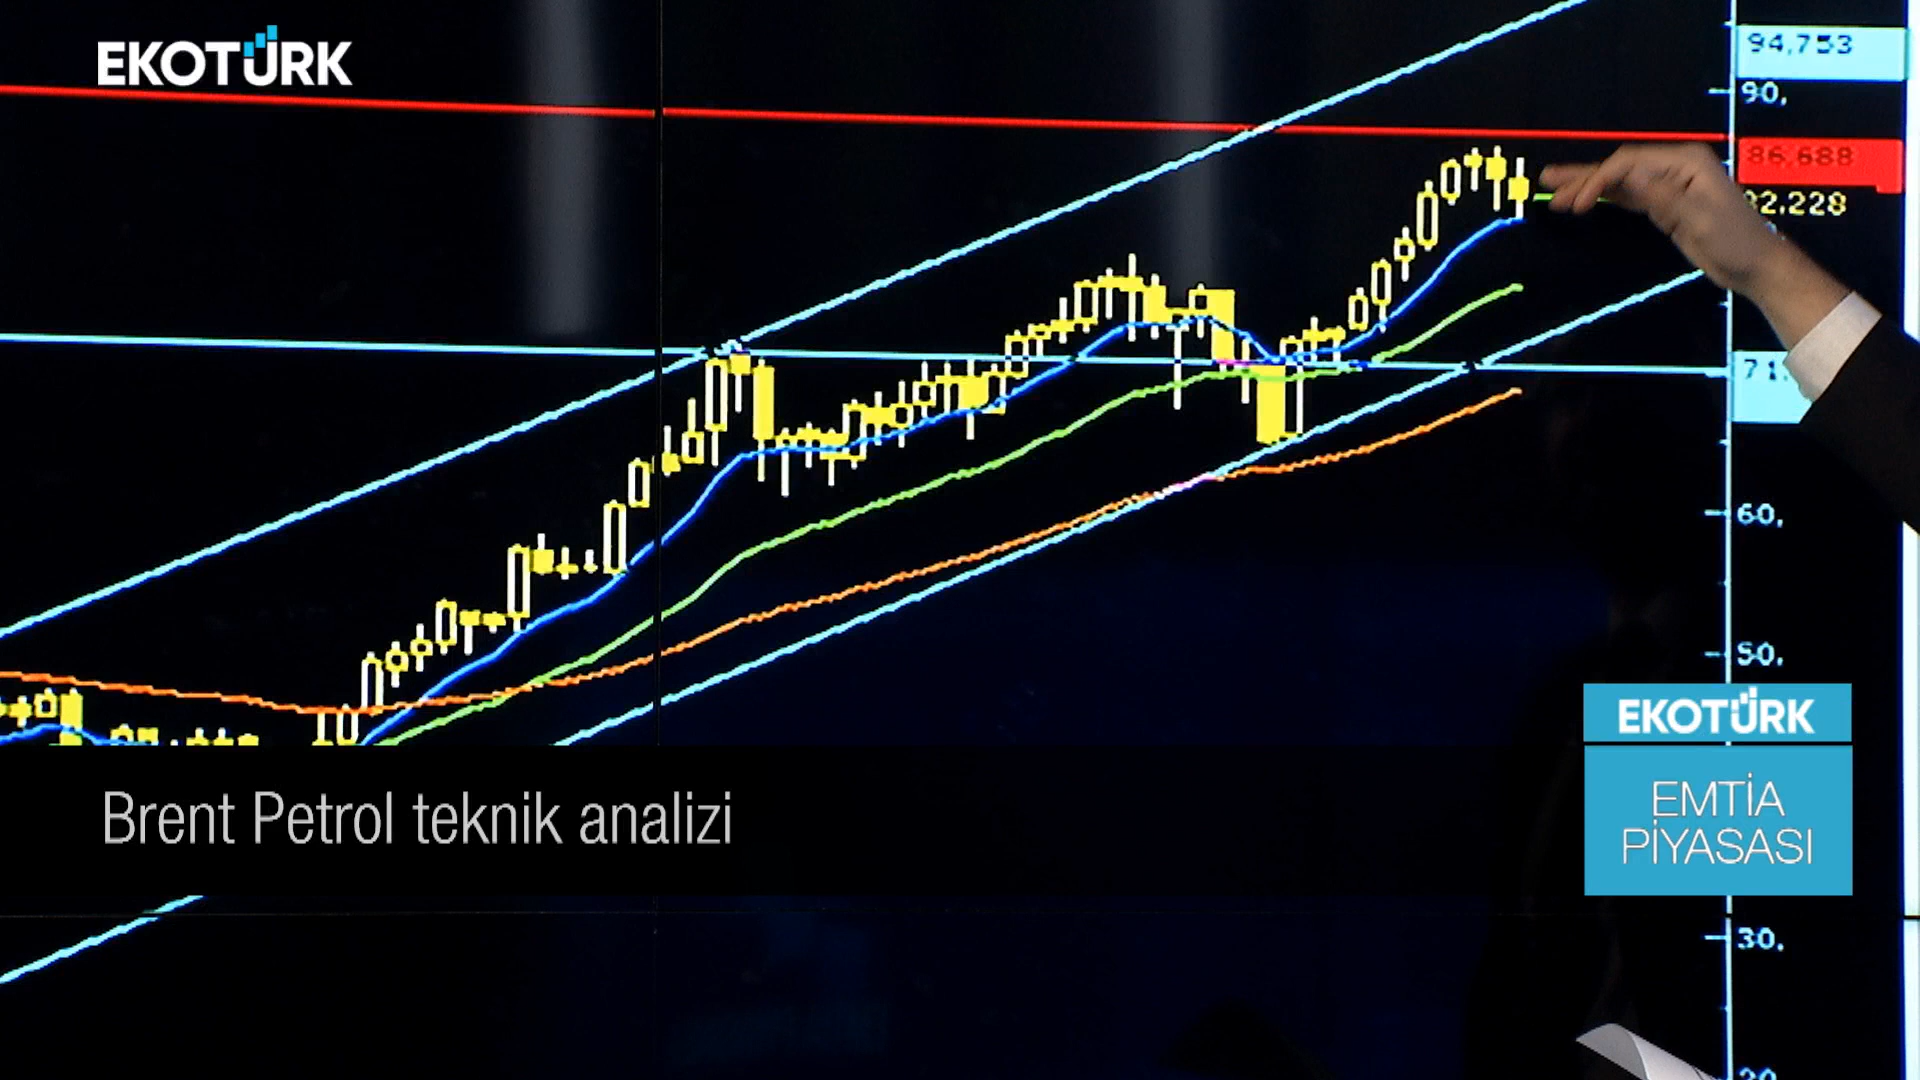 EKOTÜRK
94,753
90,
86,688
2,228
71,
60,
50,
EKOTÜRK
EMTİA
PİYASASI
Brent Petrol teknik analizi
30,